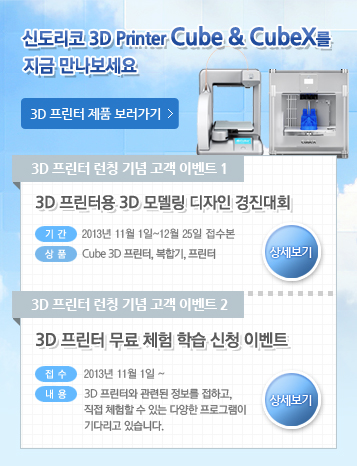 신도리코 3D Printer Cube & CubeX를
지금 만나보세요
3D 프린터 제품 보러가기 >
3D 프린터 런칭 기념 고객 이벤트 1
3D 프린터용 3D 모델링 디자인 경진대회
기 간 2013년 11월 1일~12월 25일 접수본
상 품 Cube 3D 프린터, 복합기, 프린터
상세보기
3D 프린터 런칭 기념 고객 이벤트 2
3D 프린터 무료 체험 학습 신청 이벤트
접 수 2013년 11월 1일 ~
내 용 3D 프린터와 관련된 정보를 접하고,
직접 체험할 수 있는 다양한 프로그램이
기다리고 있습니다.
상세보기